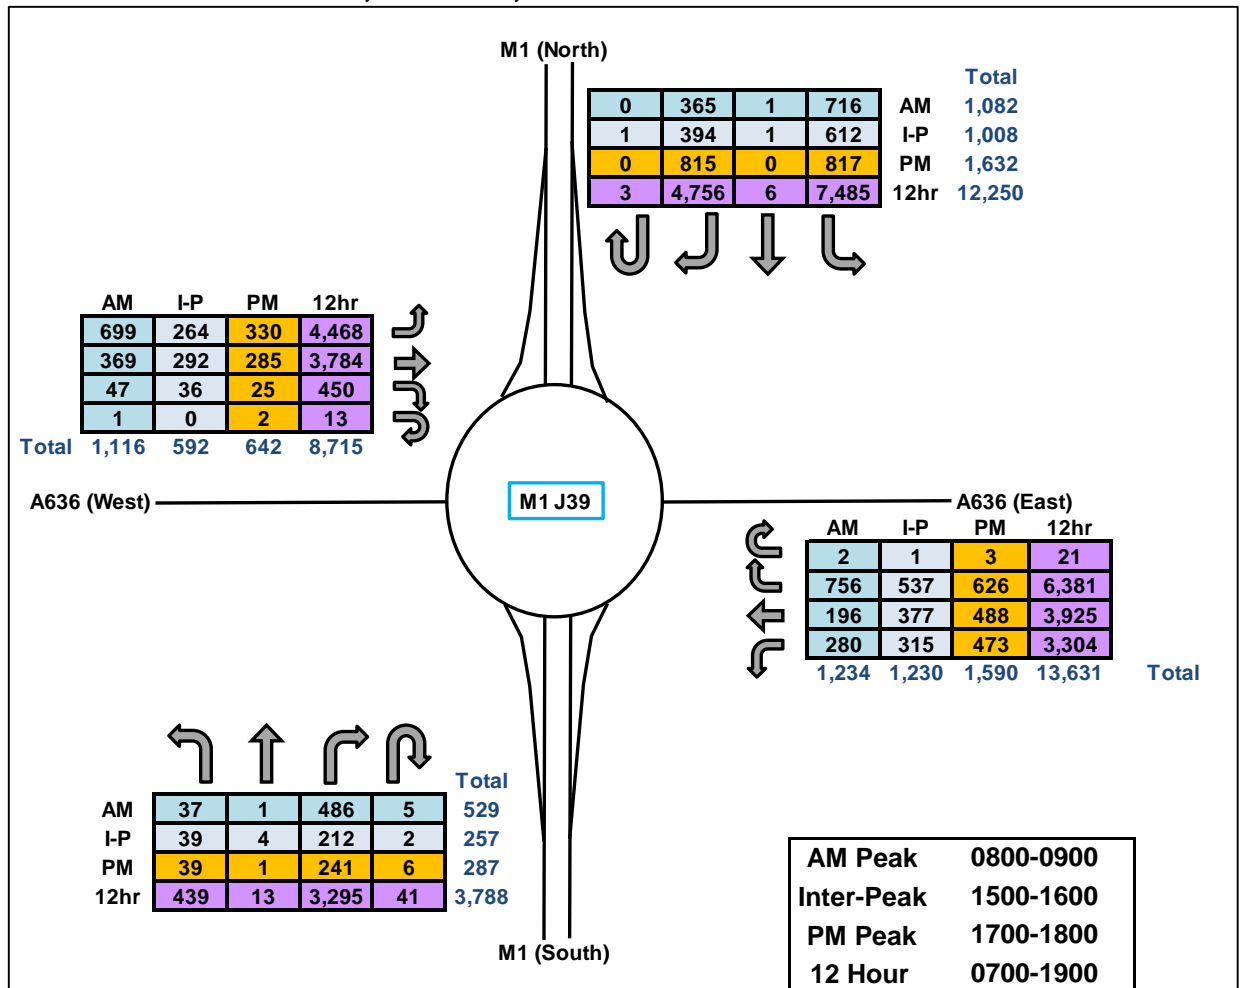 M1 (North)
Total
0 365 1 716 AM 1,082
1 394 1 612 I-P 1,008
0 815 0 817 PM 1,632
3 4,756 6 7,485 12hr 12,250
AM I-P PM 12hr
699 264 330 4,468
369 292 285 3,784
47 36 25 450
1 0 2 13
Total 1,116 592 642 8,715
A636 (West)
M1 J39
A636 (East)
AM I-P PM 12hr
2 1 3 21
756 537 626 6,381
196 377 488 3,925
280 315 473 3,304
1,234 1,230 1,590 13,631 Total
Total
AM 37 1 486 5 529
I-P 39 4 212 2 257
PM 39 1 241 6 287
12hr 439 13 3,295 41 3,788
M1 (South)
AM Peak 0800-0900
Inter-Peak 1500-1600
PM Peak 1700-1800
12 Hour 0700-1900